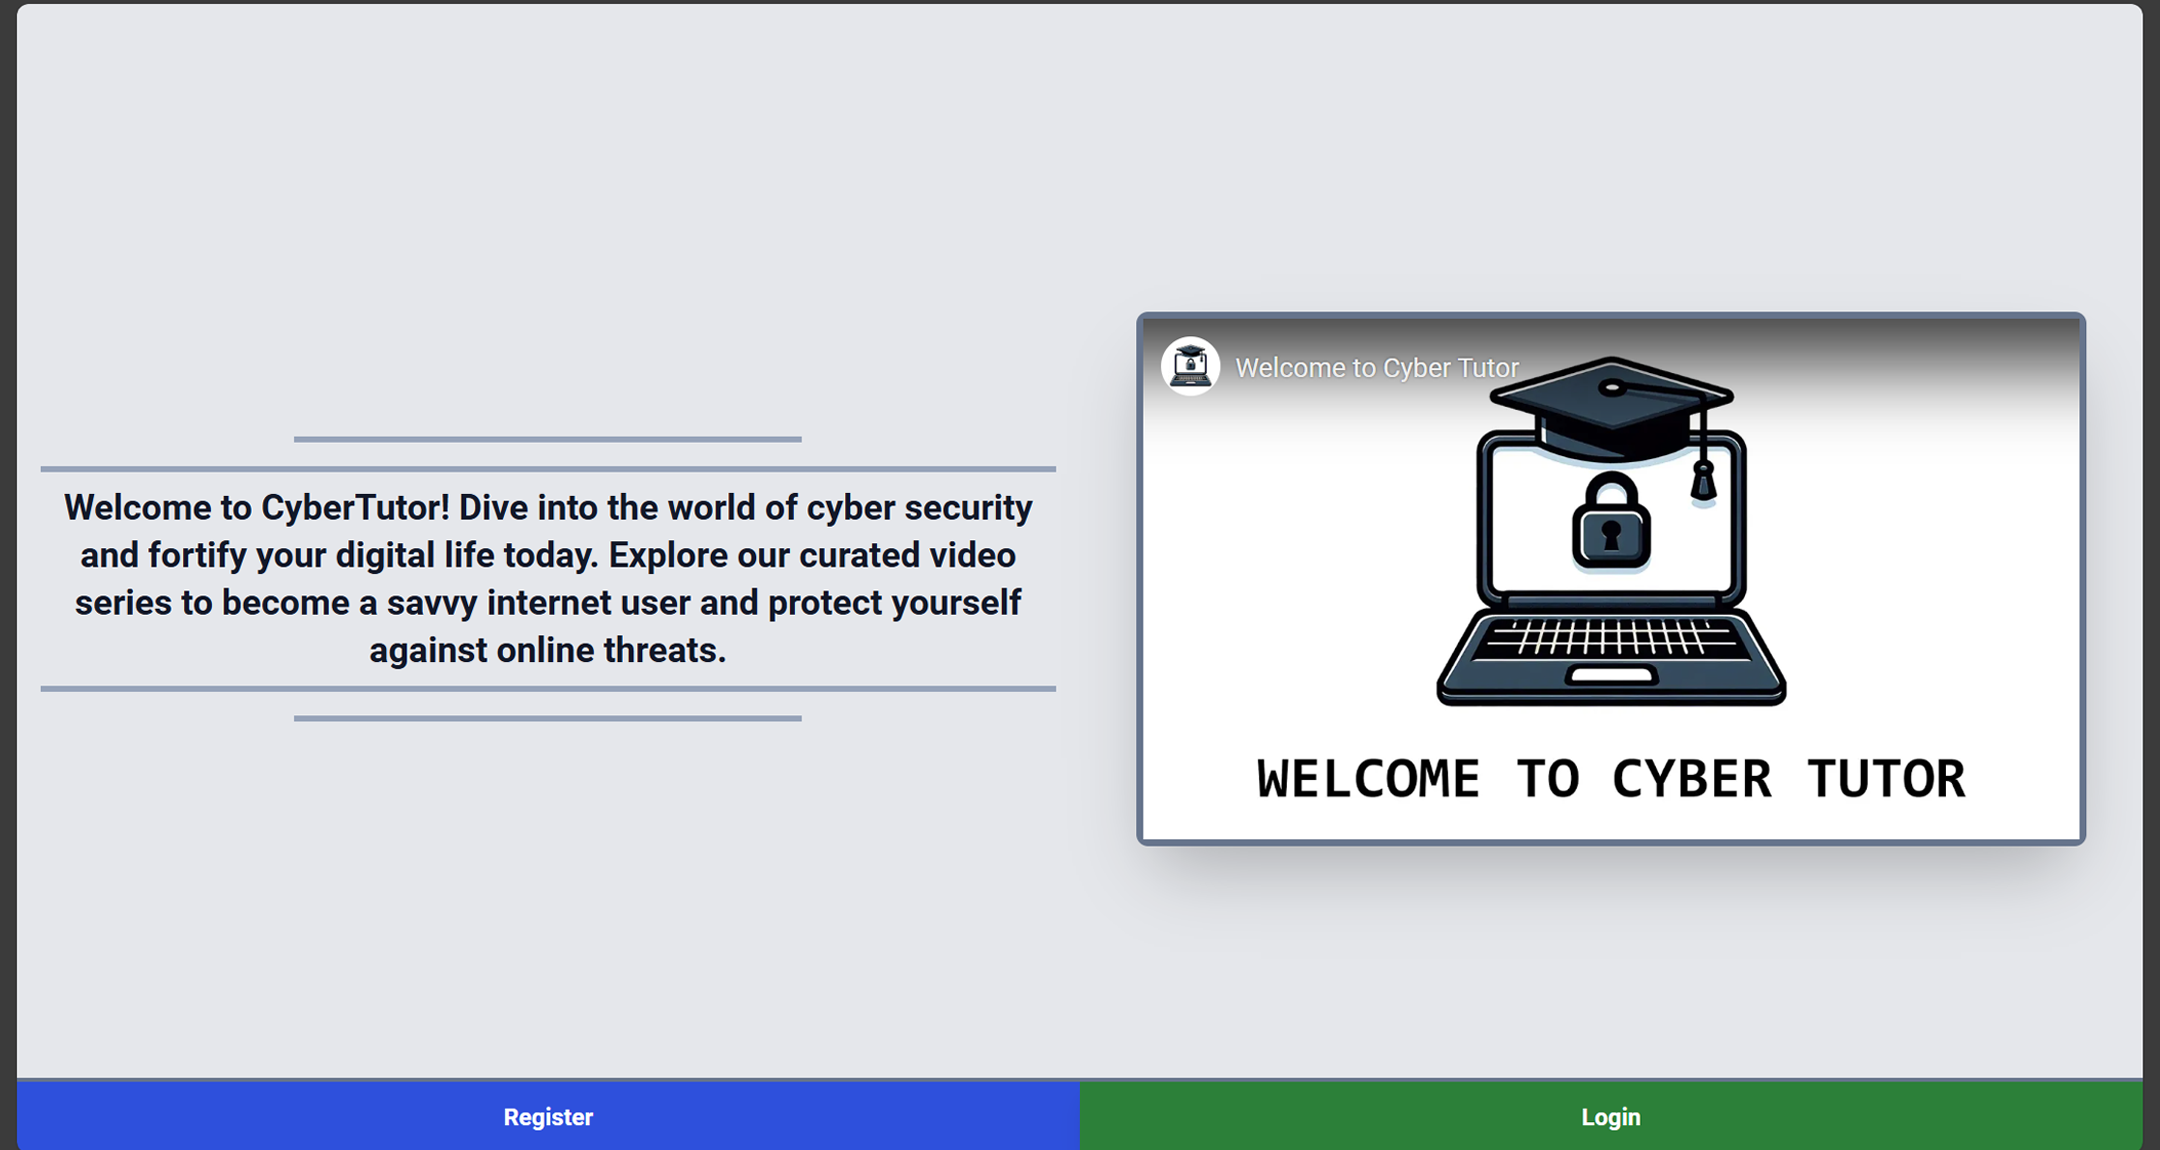 Welcome to CyberTutor! Dive into the world of cyber security
and fortify your digital life today. Explore our curated video
series to become a savvy internet user and protect yourself
against online threats.
Welcome to Cyber Tutor
WELCOME TO CYBER TUTOR
Register
Login